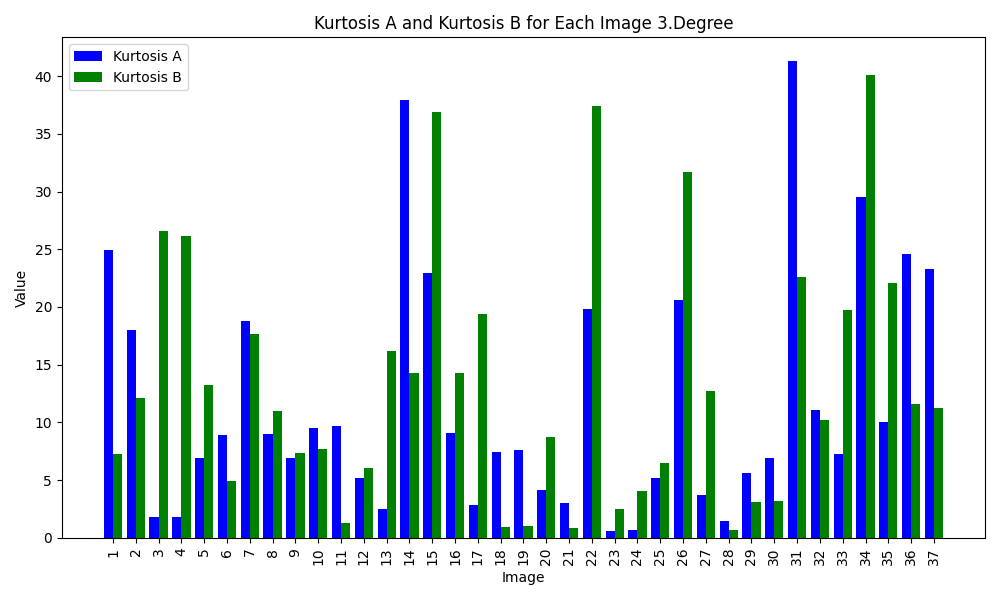 Kurtosis A and Kurtosis B for Each Image 3.Degree
Kurtosis A
Kurtosis B
40
35
30
25
20
15
10
5
0
Value
1 2 3 4 5 6 7 8 9 10 11 12 13 14 15 16 17 18 19 20 21 22 23 24 25 26 27 28 29 30 31 32 33 34 35 36 37
Image